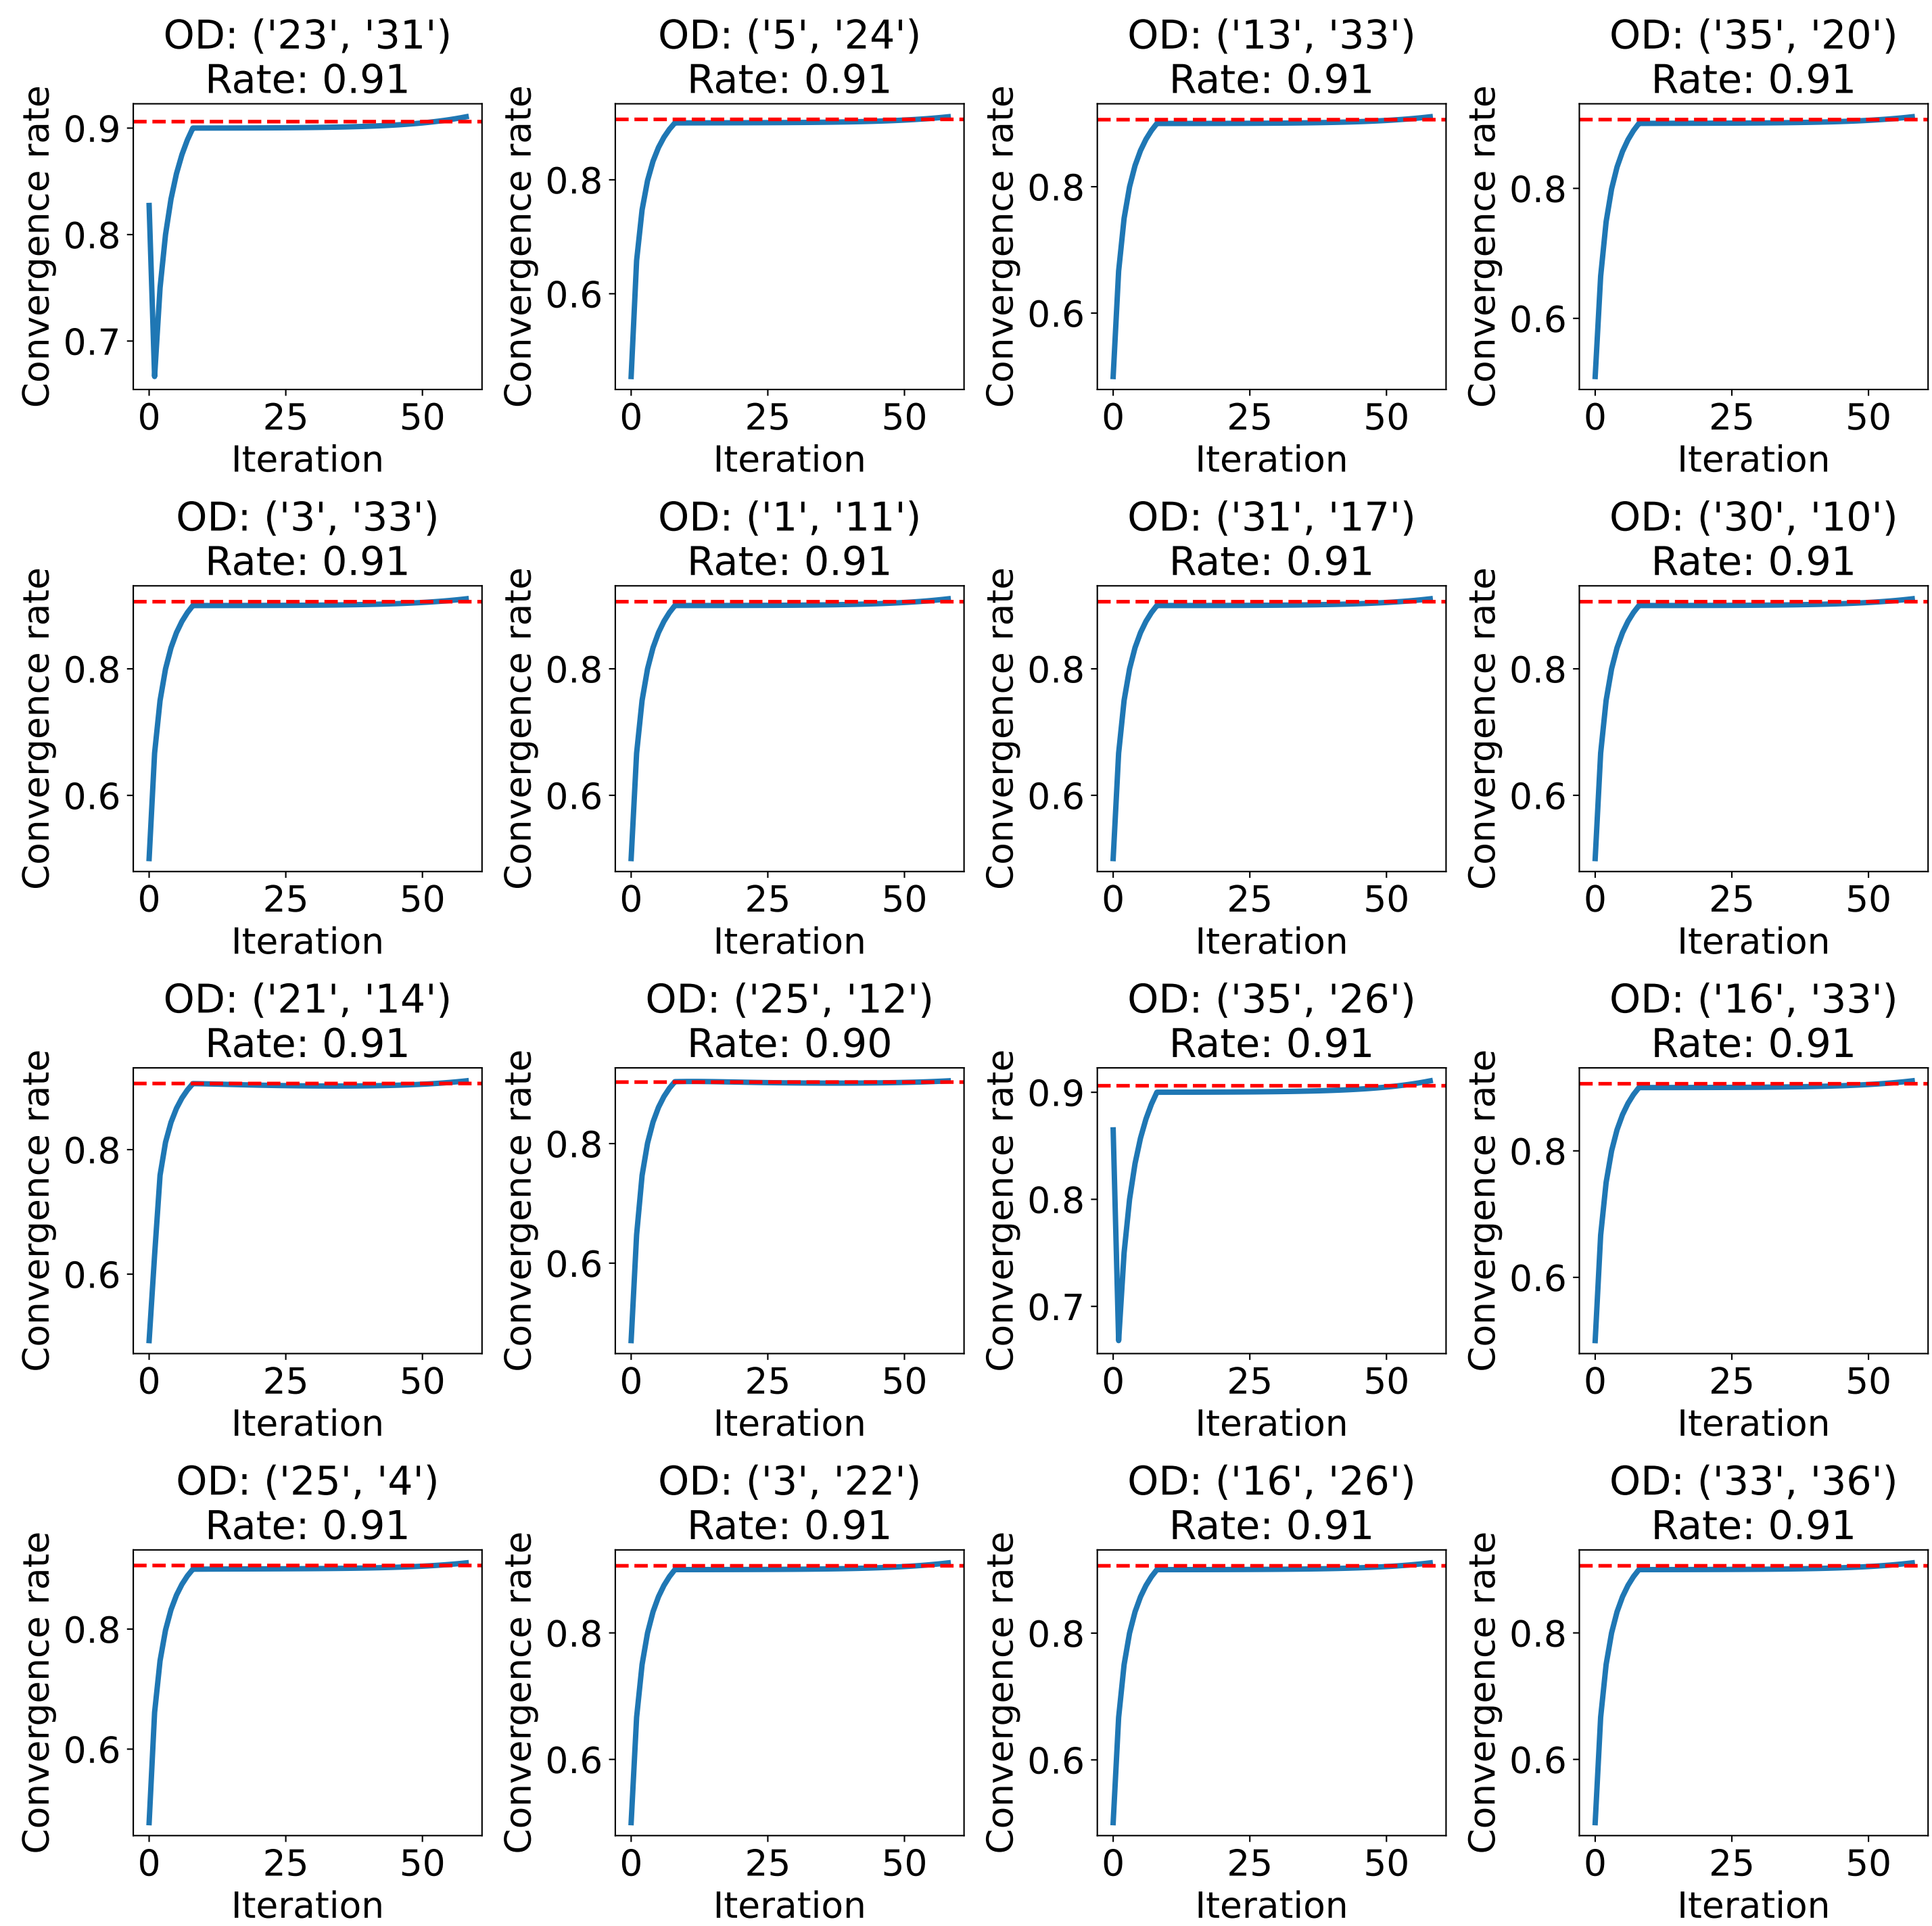 OD: ('23', '31')
Rate: 0.91
Convergence rate
0.9
0.8
0.7
0
25
50
Iteration
OD: ('5', '24')
Rate: 0.91
Convergence rate
0.8
0.6
0
25
50
Iteration
OD: ('13', '33')
Rate: 0.91
Convergence rate
0.8
0.6
0
25
50
Iteration
OD: ('35', '20')
Rate: 0.91
Convergence rate
0.8
0.6
0
25
50
Iteration
OD: ('3', '33')
Rate: 0.91
Convergence rate
0.8
0.6
0
25
50
Iteration
OD: ('1', '11')
Rate: 0.91
Convergence rate
0.8
0.6
0
25
50
Iteration
OD: ('31', '17')
Rate: 0.91
Convergence rate
0.8
0.6
0
25
50
Iteration
OD: ('30', '10')
Rate: 0.91
Convergence rate
0.8
0.6
0
25
50
Iteration
OD: ('21', '14')
Rate: 0.91
Convergence rate
0.8
0.6
0
25
50
Iteration
OD: ('25', '12')
Rate: 0.90
Convergence rate
0.8
0.6
0
25
50
Iteration
OD: ('35', '26')
Rate: 0.91
Convergence rate
0.9
0.8
0.7
0
25
50
Iteration
OD: ('16', '33')
Rate: 0.91
Convergence rate
0.8
0.6
0
25
50
Iteration
OD: ('25', '4')
Rate: 0.91
Convergence rate
0.8
0.6
0
25
50
Iteration
OD: ('3', '22')
Rate: 0.91
Convergence rate
0.8
0.6
0
25
50
Iteration
OD: ('16', '26')
Rate: 0.91
Convergence rate
0.8
0.6
0
25
50
Iteration
OD: ('33', '36')
Rate: 0.91
Convergence rate
0.8
0.6
0
25
50
Iteration